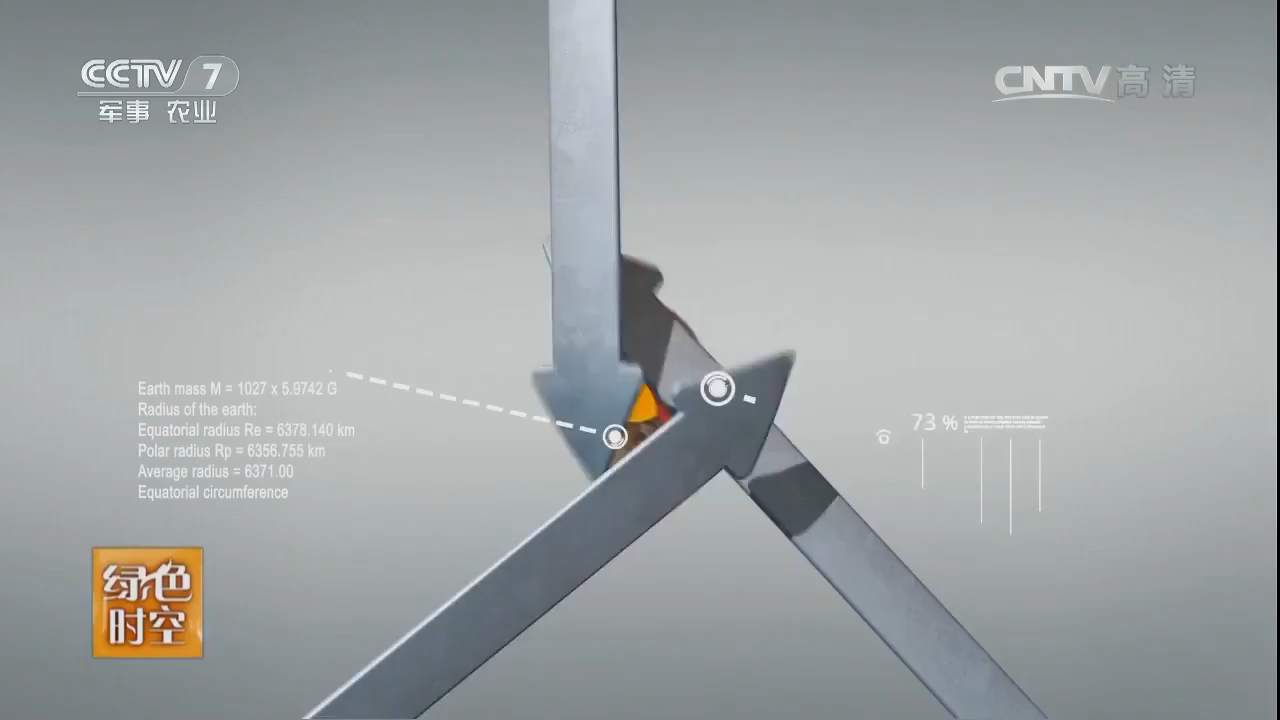 CCTV 7
军事 农业
CNTV高清
Earth mass M = 1027 x 5.9742 G
Radius of the earth:
Equatorial radius Re = 6378.140 km
Polar radius Rp = 6356.755 km
Average radius = 6371.00
Equatorial circumference
73 %
绿色
时空